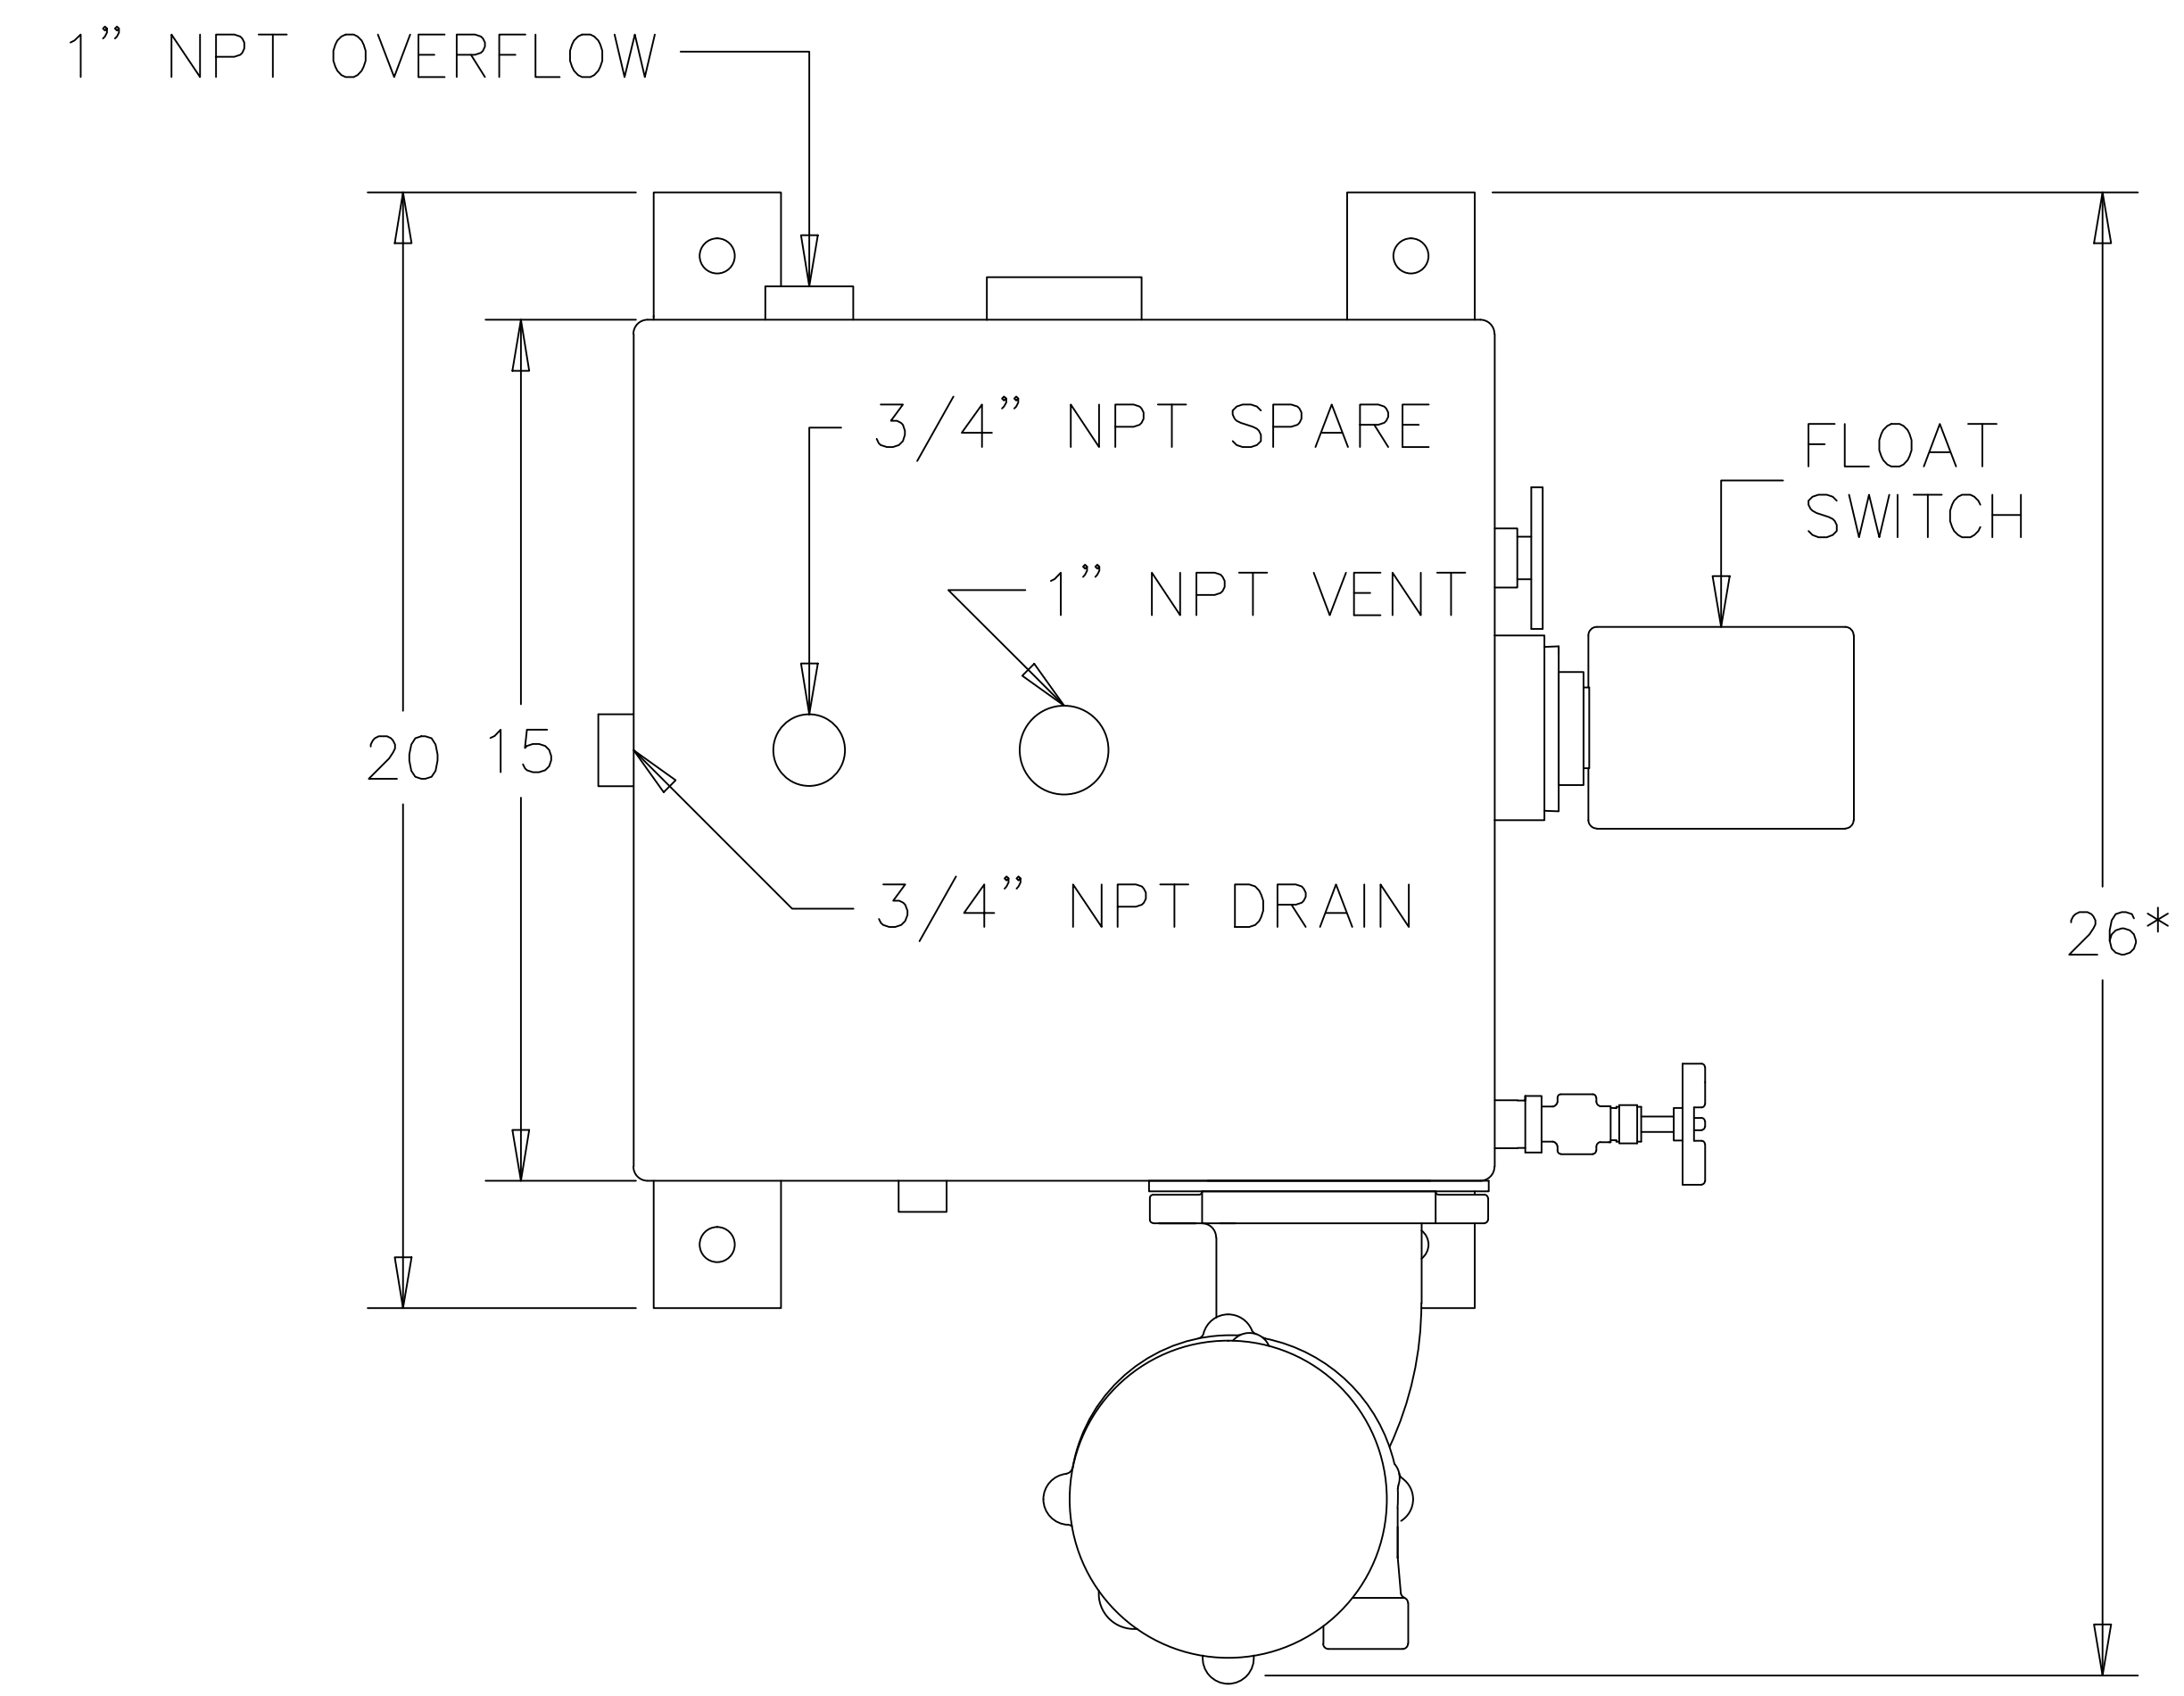 1” NPT OVERFLOW
3/4” NPT SPARE
FLOAT
SWITCH
1” NPT VENT
20
15
3/4” NPT DRAIN
26*